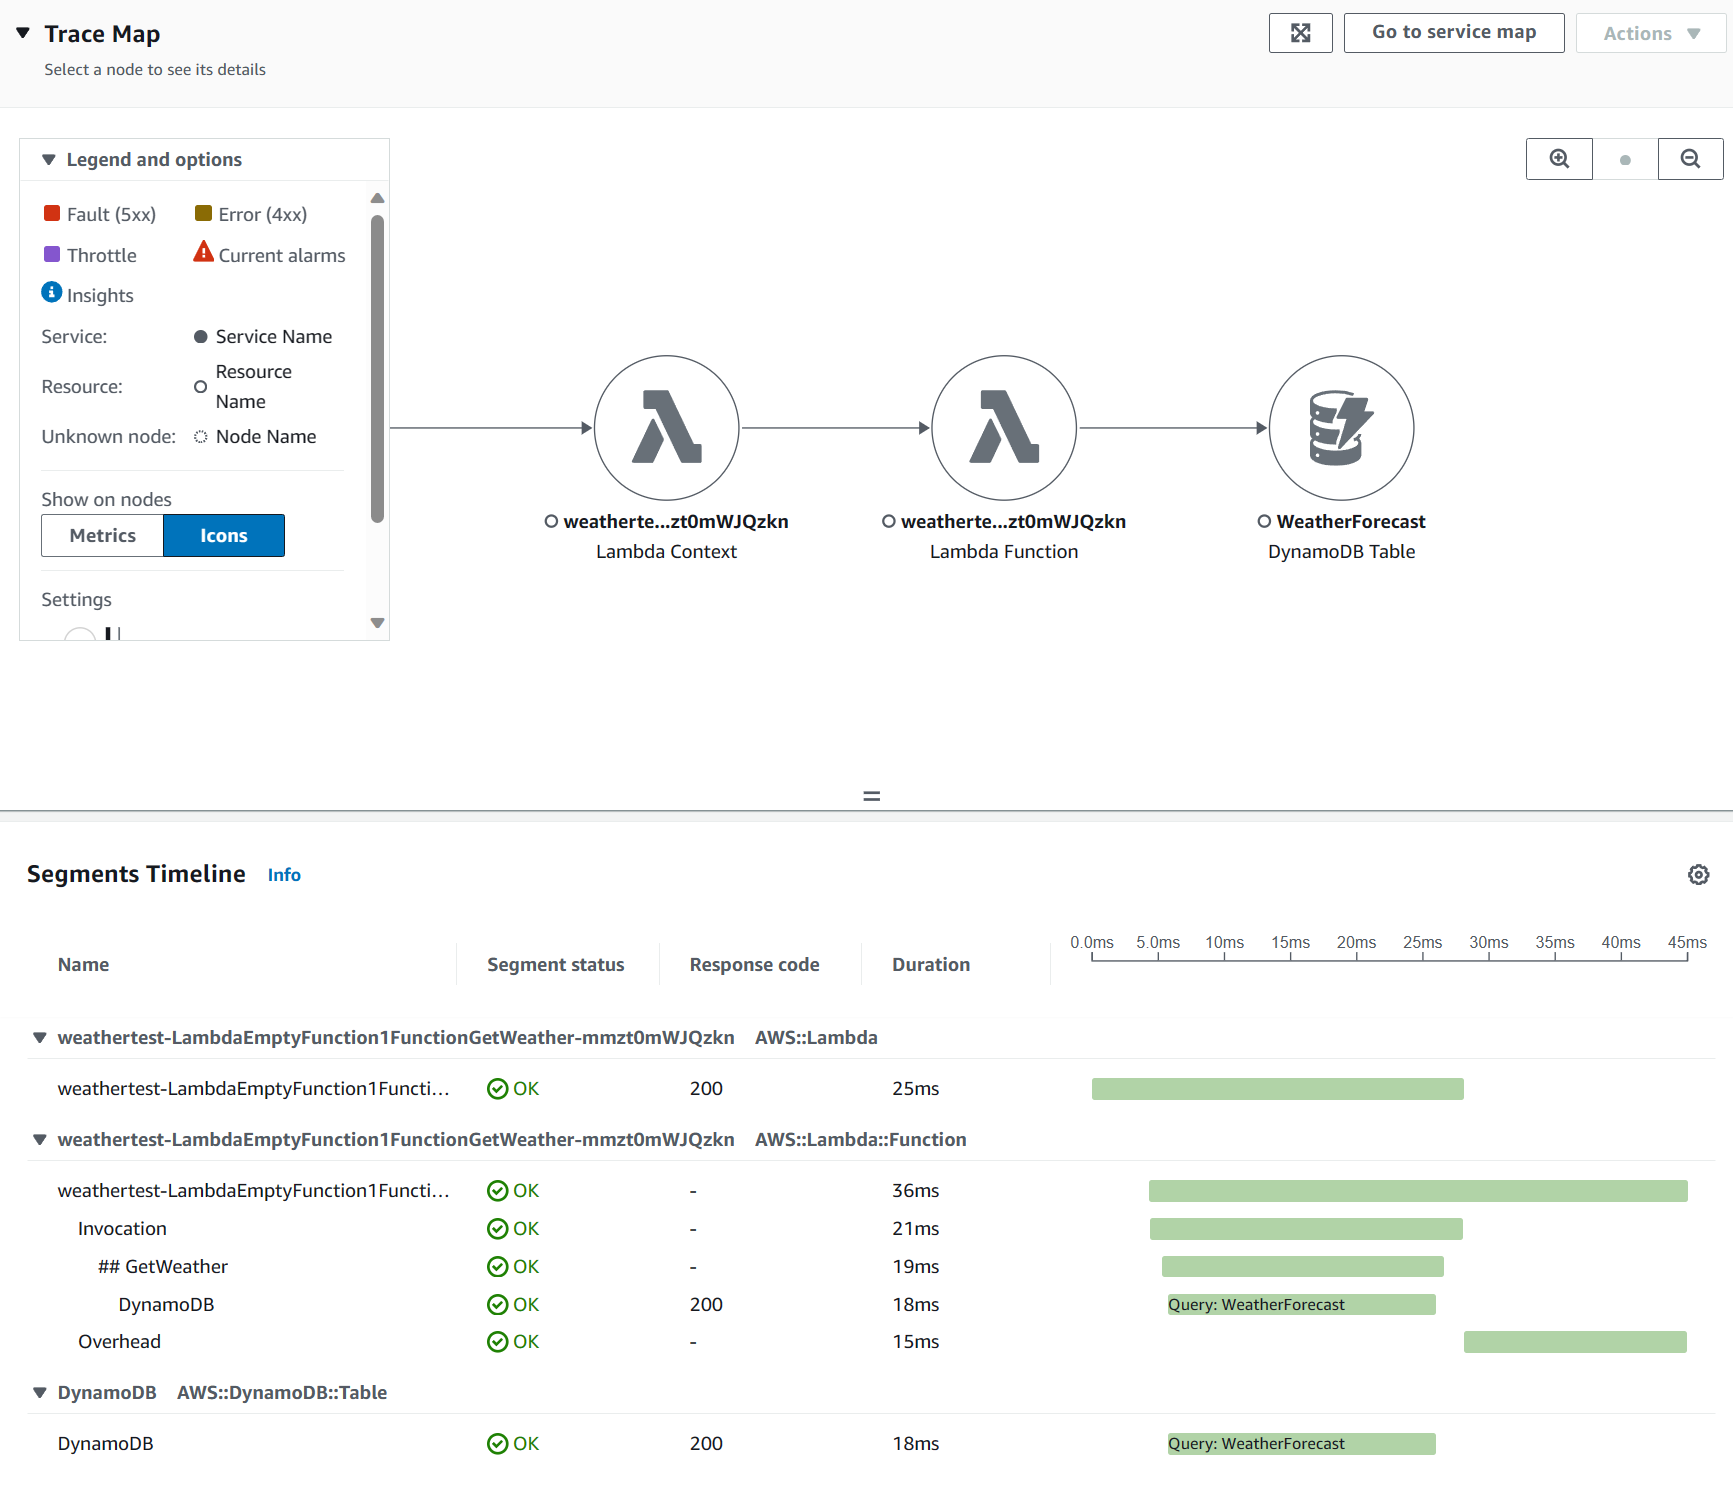 Trace Map
Select a node to see its details
Go to service map
Actions
Legend and options
Fault (5xx) Error (4xx)
Throttle Current alarms
Insights
Service: Service Name
Resource: Resource
Name
Unknown node: Node Name
Show on nodes
Metrics Icons
Settings
weatherte...zt0mWJQzkn
Lambda Context
weatherte...zt0mWJQzkn
Lambda Function
WeatherForecast
DynamoDB Table
Segments Timeline Info
0.0ms 5.0ms 10ms 15ms 20ms 25ms 30ms 35ms 40ms 45ms
Name Segment status Response code Duration
weathertest-LambdaEmptyFunction1FunctionGetWeather-mmzt0mWJQzkn AWS::Lambda
weathertest-LambdaEmptyFunction1Functi... OK 200 25ms
weathertest-LambdaEmptyFunction1FunctionGetWeather-mmzt0mWJQzkn AWS::Lambda::Function
weathertest-LambdaEmptyFunction1Functi... OK - 36ms
Invocation OK - 21ms
## GetWeather OK - 19ms
DynamoDB OK 200 18ms Query: WeatherForecast
Overhead OK - 15ms
DynamoDB AWS::DynamoDB::Table
DynamoDB OK 200 18ms Query: WeatherForecast